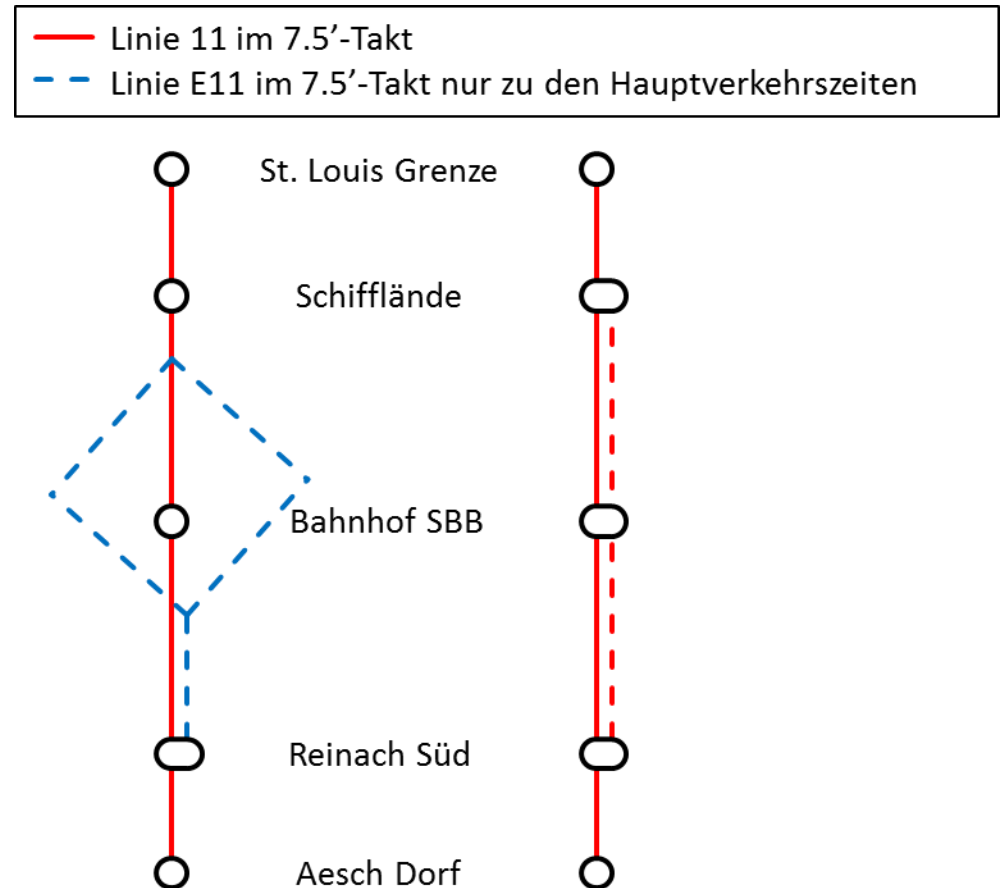 Linie 11 im 7.5’-Takt
Linie E11 im 7.5’-Takt nur zu den Hauptverkehrszeiten
St. Louis Grenze
Schifflände
Bahnhof SBB
Reinach Süd
Aesch Dorf